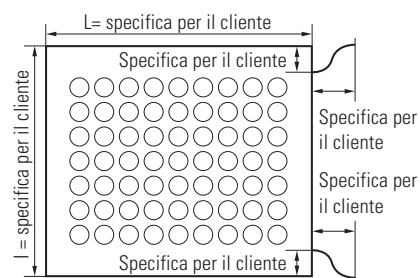 L= specifica per il cliente
Specifica per il cliente
l = specifica per il cliente
Specifica per
il cliente
Specifica per
il cliente
Specifica per il cliente